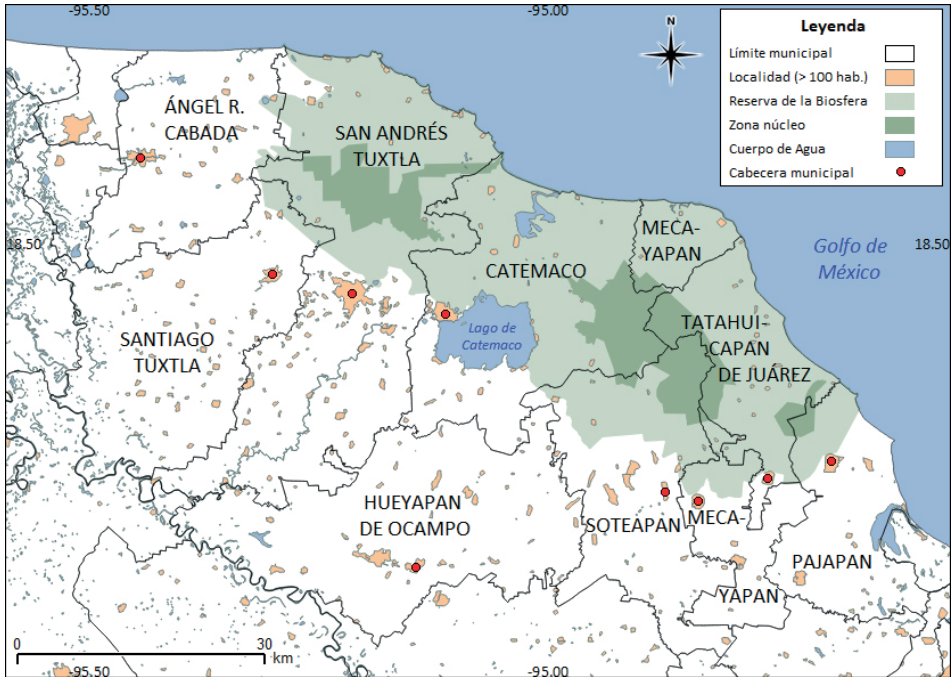 -95.50
-95.00
N
Leyenda
Límite municipal
Localidad (> 100 hab.)
Reserva de la Biosfera
Zona núcleo
Cuerpo de Agua
Cabecera municipal
ÁNGEL R.
CABADA
SAN ANDRÉS
TUXTLA
18.50
18.50
MECA-
YAPAN
Golfo de
México
CATEMACO
Lago de
Catemaco
SANTIAGO
TUXTLA
TATAHUI-
CAPAN
DE JUÁREZ
HUEYAPAN
DE OCAMPO
SOTEAPAN
MECA-
YAPAN
PAJAPAN
0
30
km
-95.50
-95.00